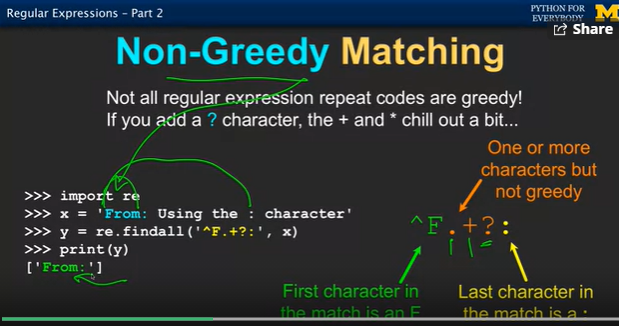 Regular Expressions - Part 2
PYTHON FOR
EVERYBODY
Share
Non-Greedy Matching
Not all regular expression repeat codes are greedy!
If you add a ? character, the + and * chill out a bit...
One or more
characters but
not greedy
>>> import re
>>> x = 'From: Using the : character'
>>> y = re.findall('^F.+?:', x)
>>> print(y)
['From:']
^F.+?:
First character in
the match is an F
Last character in
the match is a :